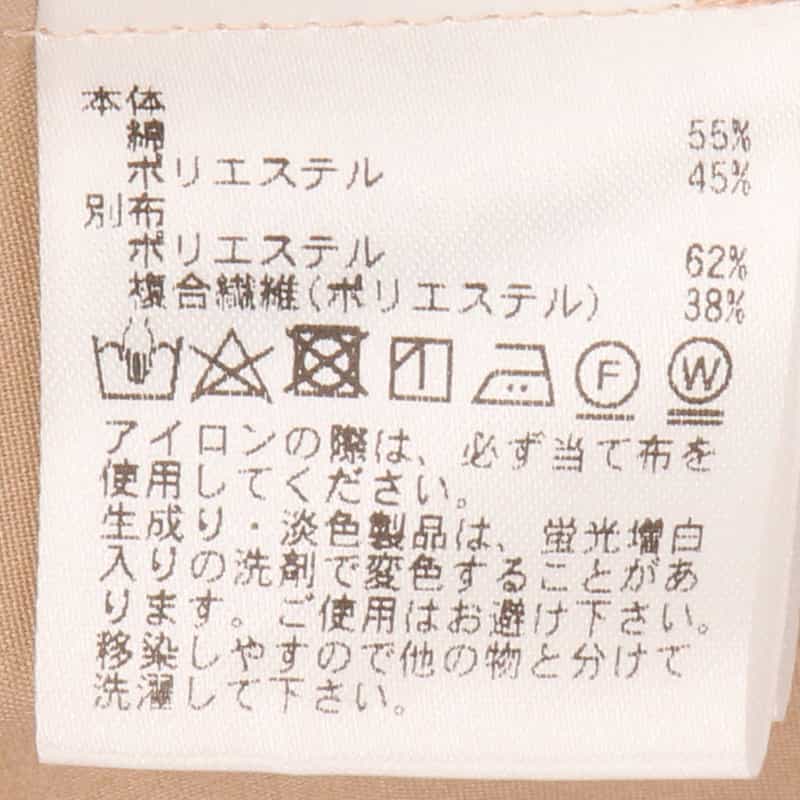 本体
綿 55%
ポリエステル 45%
別布
ポリエステル 62%
複合繊維(ポリエステル) 38%
F W
アイロンの際は、必ず当て布を
使用してください。
生成り・淡色製品は、蛍光増白
入りの洗剤で変色することがあ
ります。ご使用はお避け下さい。
移染しやすので他の物と分けて
洗濯して下さい。